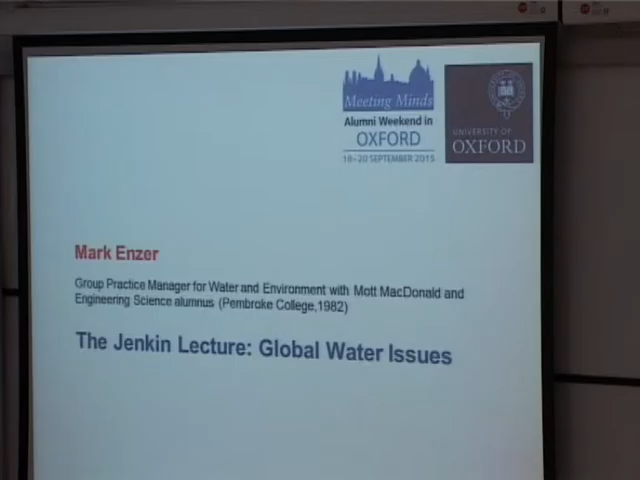 Meeting Minds
Alumni Weekend in
OXFORD
18–20 SEPTEMBER 2015
UNIVERSITY OF
OXFORD
Mark Enzer
Group Practice Manager for Water and Environment with Mott MacDonald and
Engineering Science alumnus (Pembroke College,1982)
The Jenkin Lecture: Global Water Issues